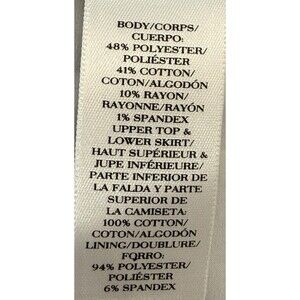 BODY/CORPS/
CUERPO:
48% POLYESTER/
POLIÉSTER
41% COTTON/
COTON/ALGODÓN
10% RAYON/
RAYONNE/RAYÓN
1% SPANDEX
UPPER TOP &
LOWER SKIRT/
HAUT SUPÉRIEUR &
JUPE INFÉRIEURE/
PARTE INFERIOR DE
LA FALDA Y PARTE
SUPERIOR DE
LA CAMISETA:
100% COTTON/
COTON/ALGODÓN
LINING/DOUBLURE/
FORRO:
94% POLYESTER/
POLIÉSTER
6% SPANDEX